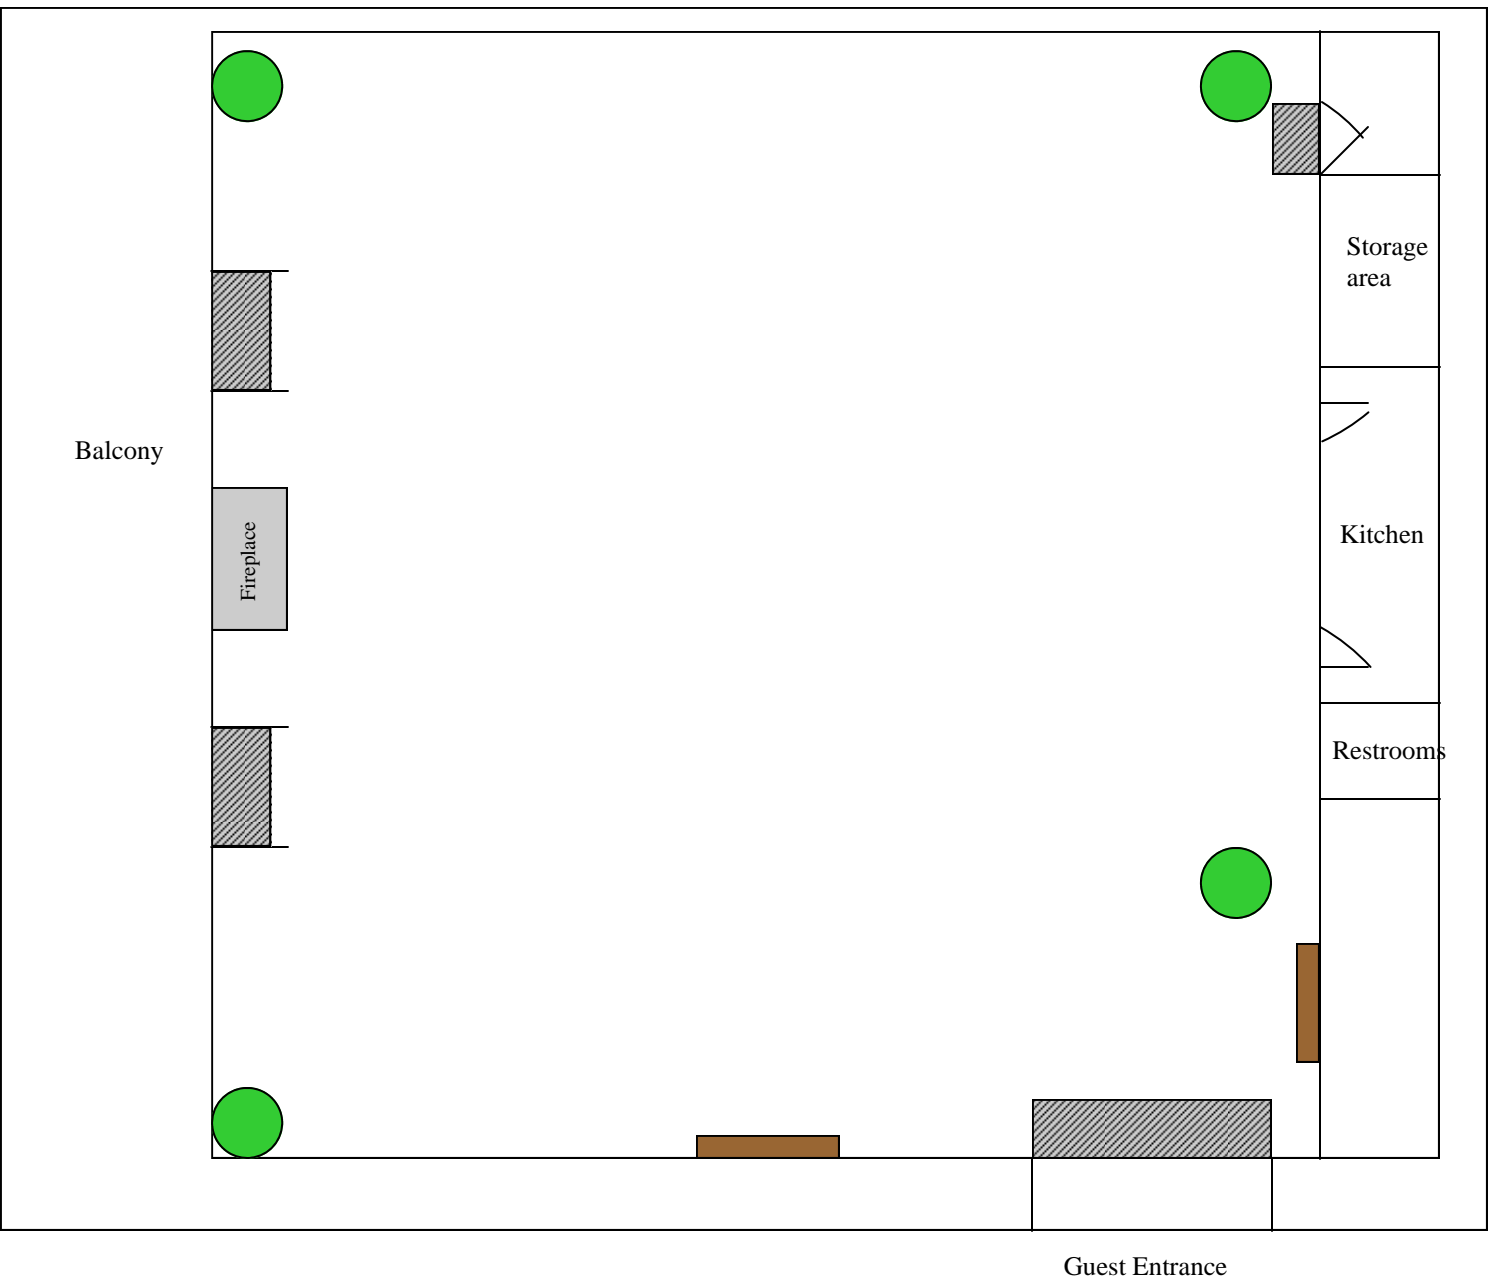 Storage
area
Balcony
Fireplace
Kitchen
Restrooms
Guest Entrance